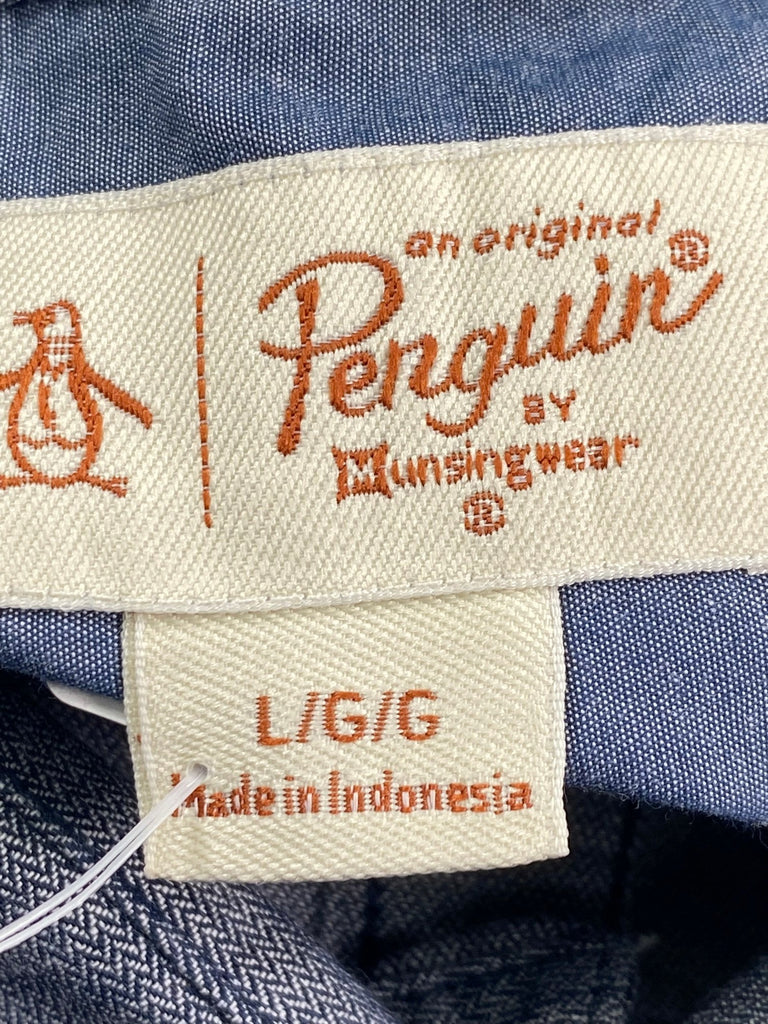 an original
Penguin®
BY
Munsingwear
®
L/G/G
Made in Indonesia